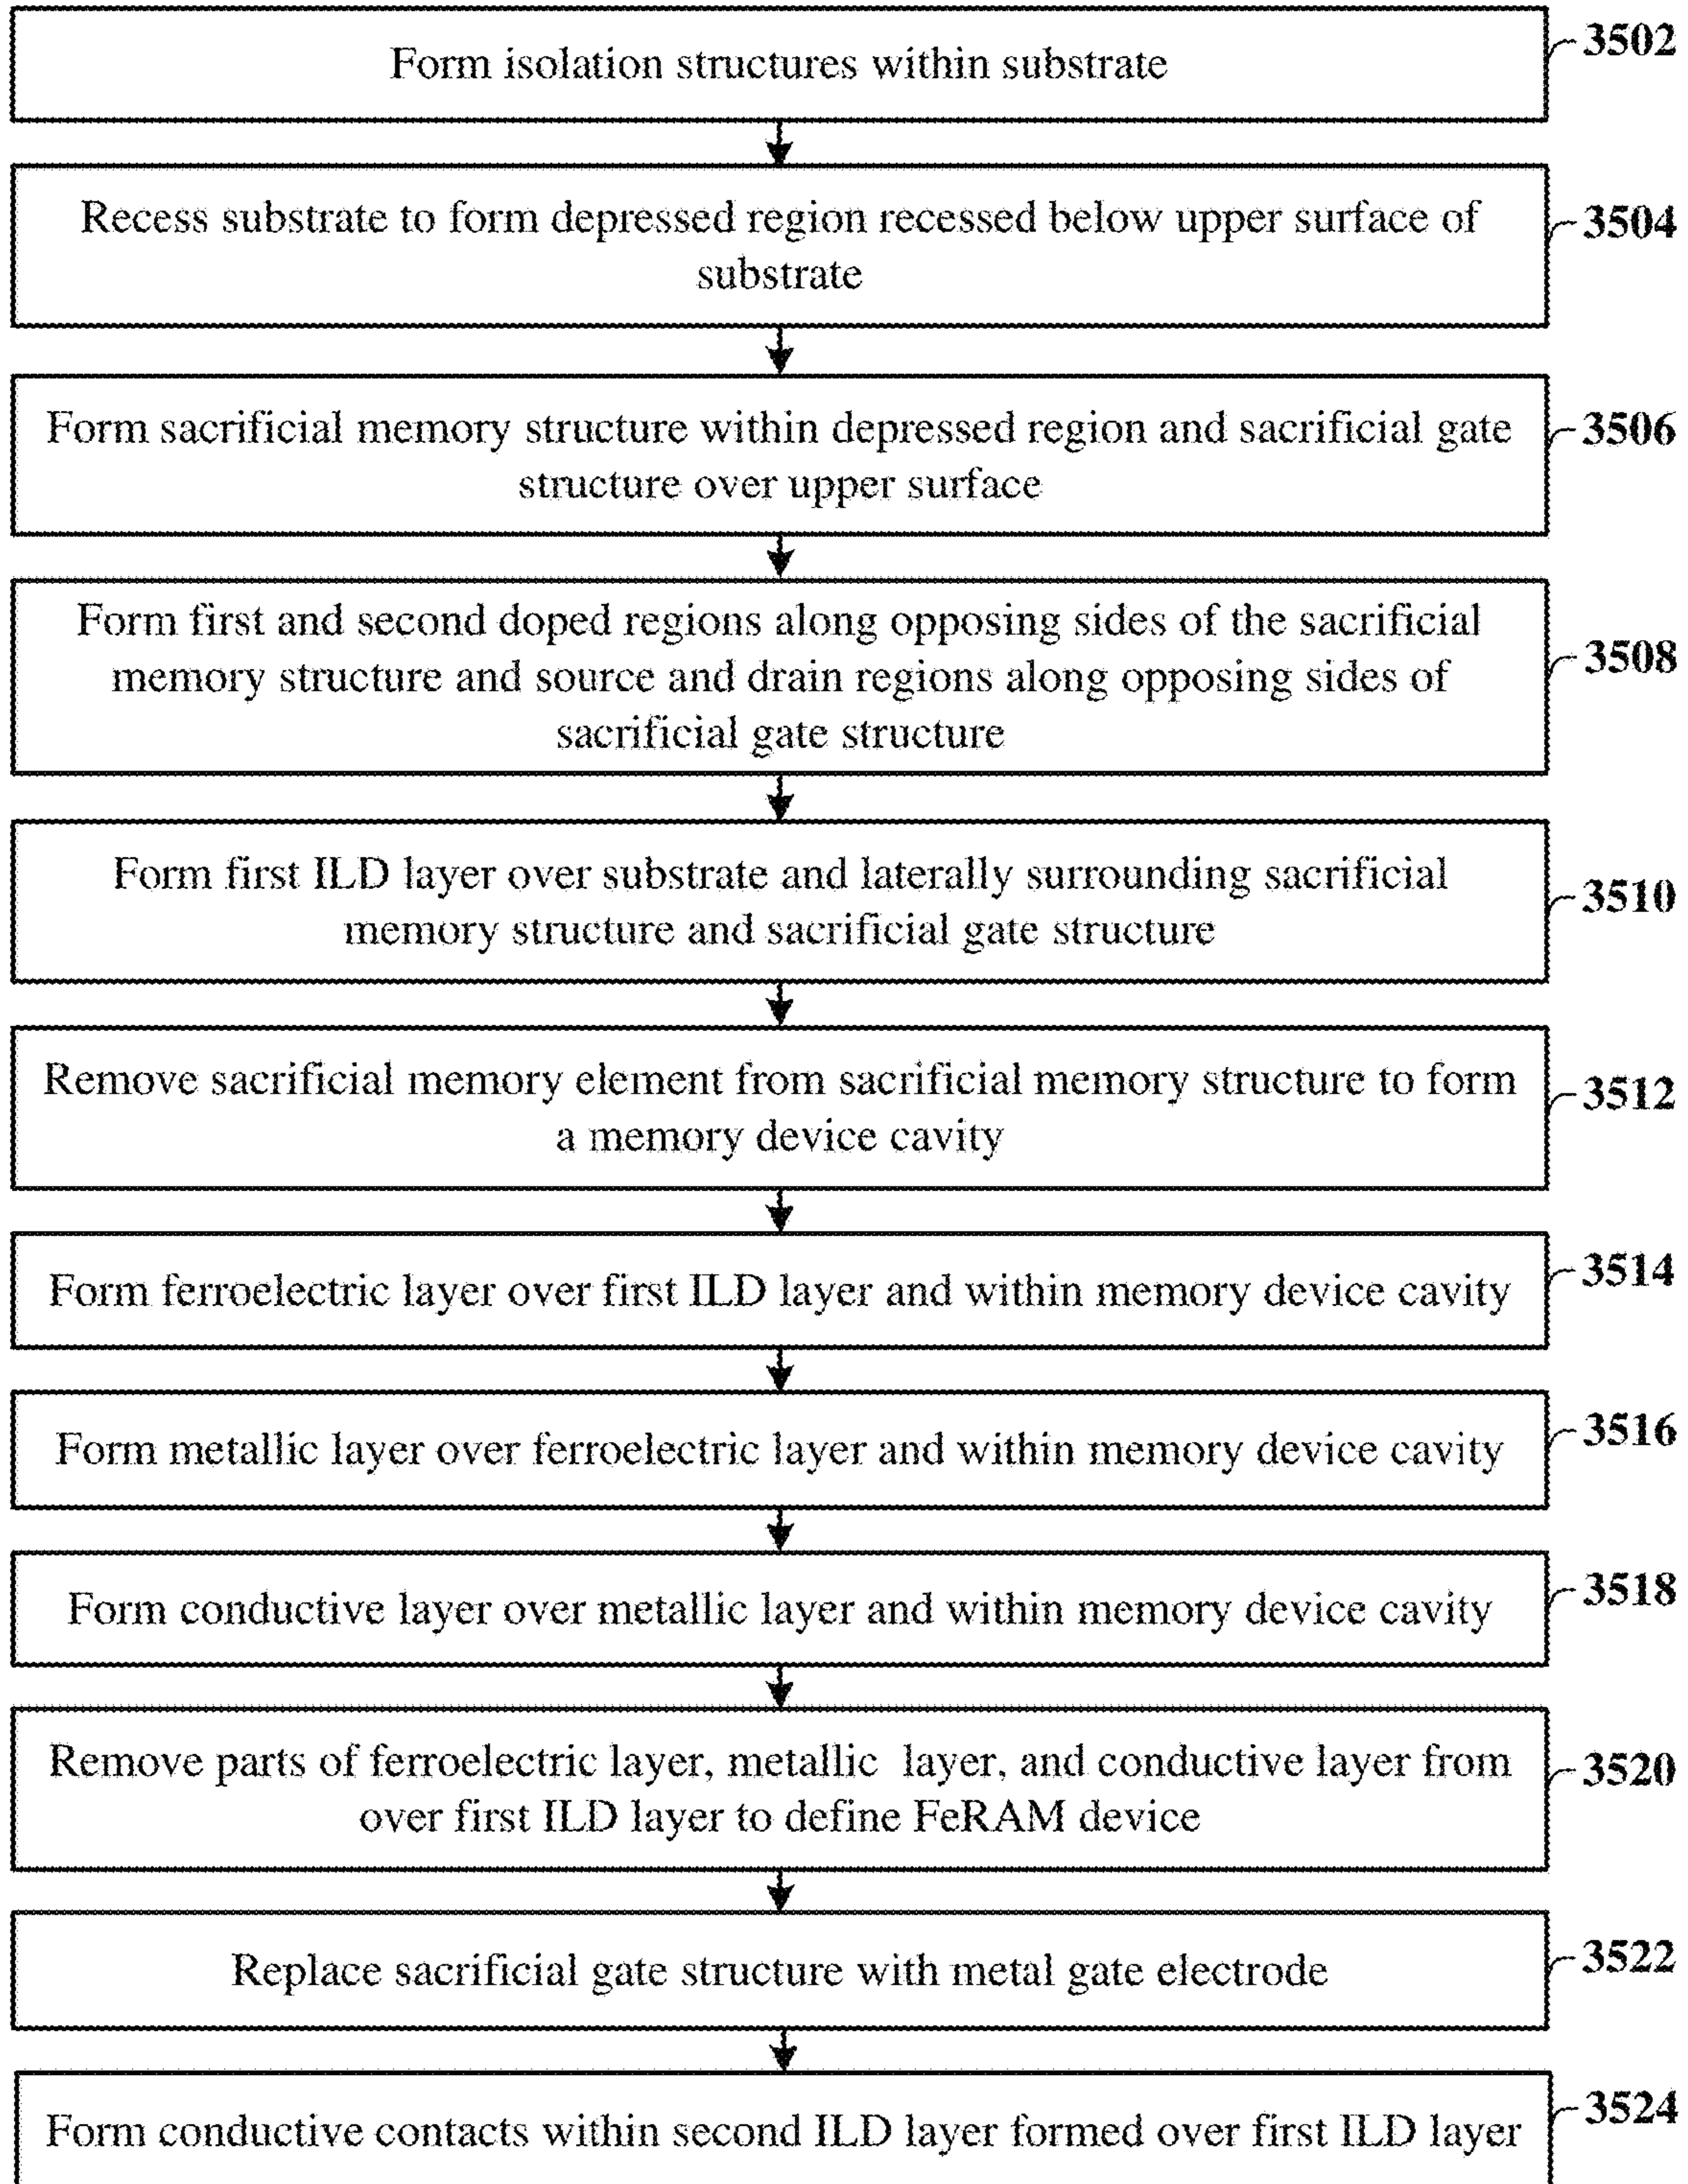 Form isolation structures within substrate
3502
Recess substrate to form depressed region recessed below upper surface of
substrate
3504
Form sacrificial memory structure within depressed region and sacrificial gate
structure over upper surface
3506
Form first and second doped regions along opposing sides of the sacrificial
memory structure and source and drain regions along opposing sides of
sacrificial gate structure
3508
Form first ILD layer over substrate and laterally surrounding sacrificial
memory structure and sacrificial gate structure
3510
Remove sacrificial memory element from sacrificial memory structure to form
a memory device cavity
3512
Form ferroelectric layer over first ILD layer and within memory device cavity
3514
Form metallic layer over ferroelectric layer and within memory device cavity
3516
Form conductive layer over metallic layer and within memory device cavity
3518
Remove parts of ferroelectric layer, metallic layer, and conductive layer from
over first ILD layer to define FeRAM device
3520
Replace sacrificial gate structure with metal gate electrode
3522
Form conductive contacts within second ILD layer formed over first ILD layer
3524